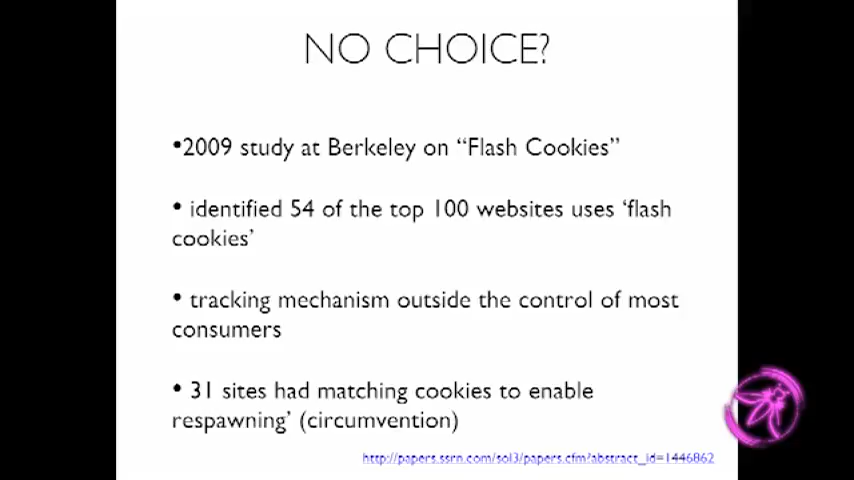 NO CHOICE?
•2009 study at Berkeley on “Flash Cookies”
• identified 54 of the top 100 websites uses ‘flash
cookies’
• tracking mechanism outside the control of most
consumers
• 31 sites had matching cookies to enable
respawning’ (circumvention)
http://papers.ssrn.com/sol3/papers.cfm?abstract_id=1446862